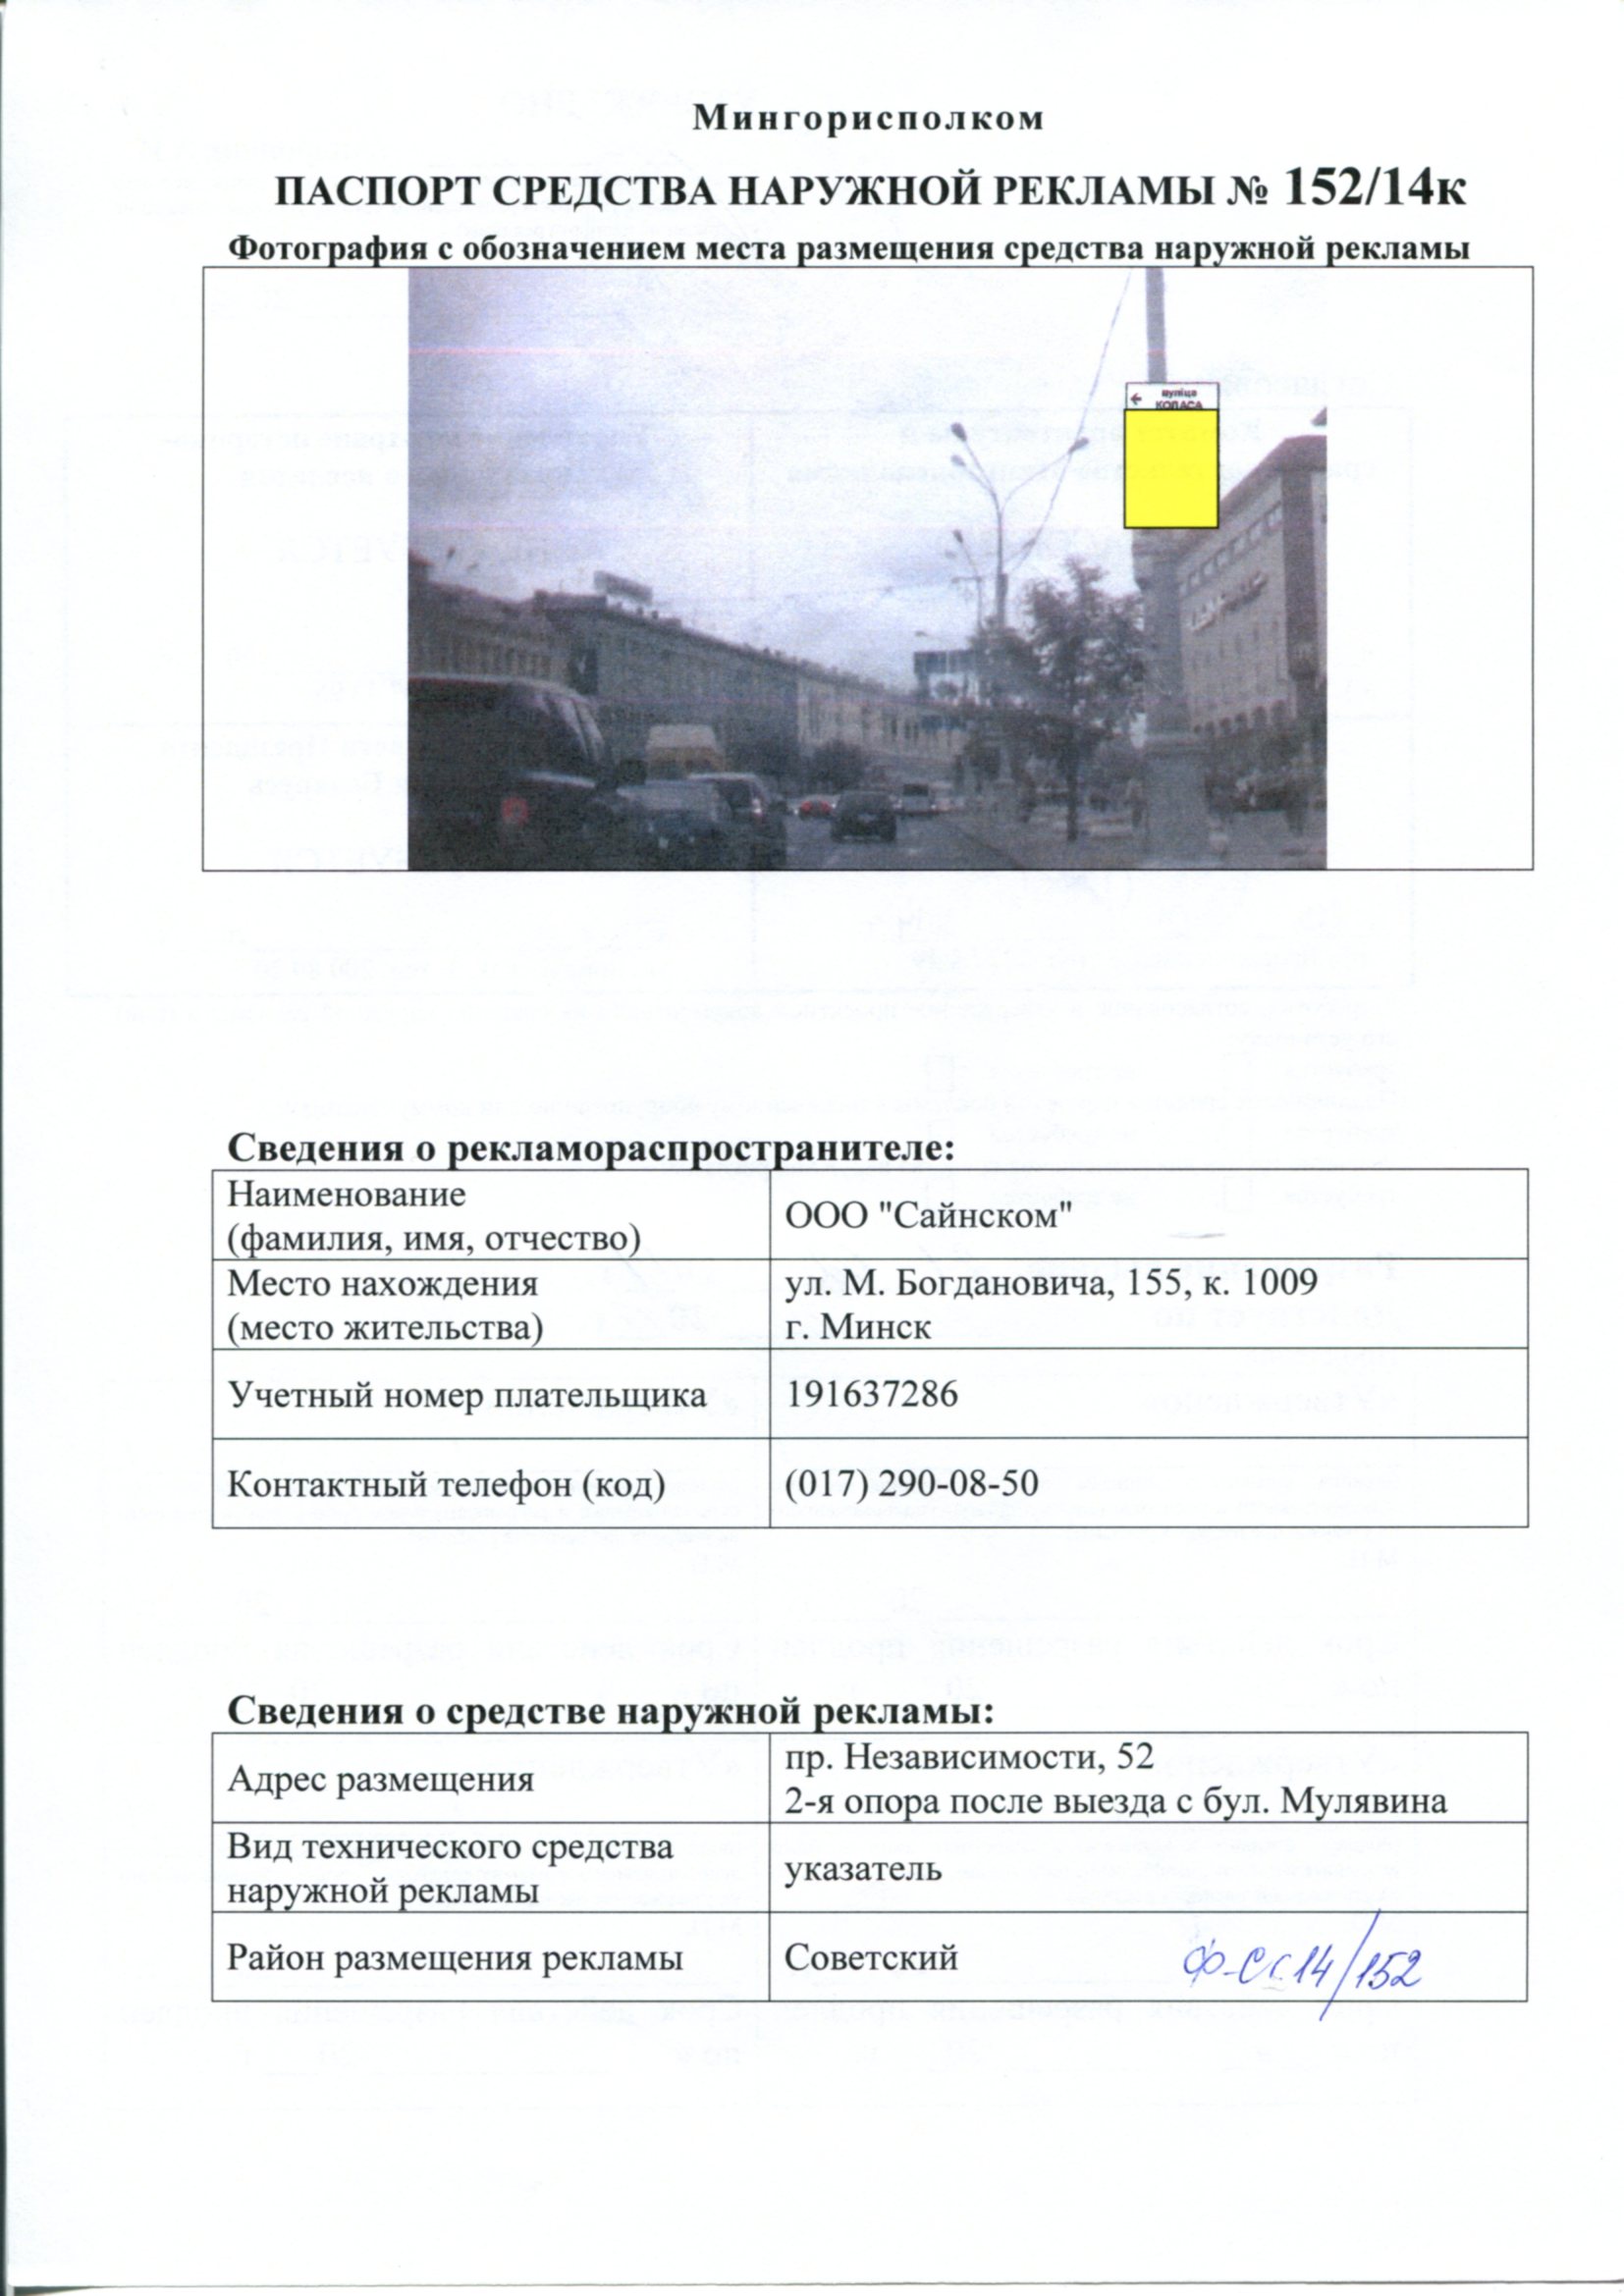 Мингорисполком
ПАСПОРТ СРЕДСТВА НАРУЖНОЙ РЕКЛАМЫ № 152/14к
Фотография с обозначением места размещения средства наружной рекламы
← вуліца
КОЛАСА
Сведения о рекламораспространителе:
Наименование
(фамилия, имя, отчество)
ООО "Сайнском"
Место нахождения
(место жительства)
ул. М. Богдановича, 155, к. 1009
г. Минск
Учетный номер плательщика
191637286
Контактный телефон (код)
(017) 290-08-50
Сведения о средстве наружной рекламы:
Адрес размещения
пр. Независимости, 52
2-я опора после выезда с бул. Мулявина
Вид технического средства
наружной рекламы
указатель
Район размещения рекламы
Советский
14/152